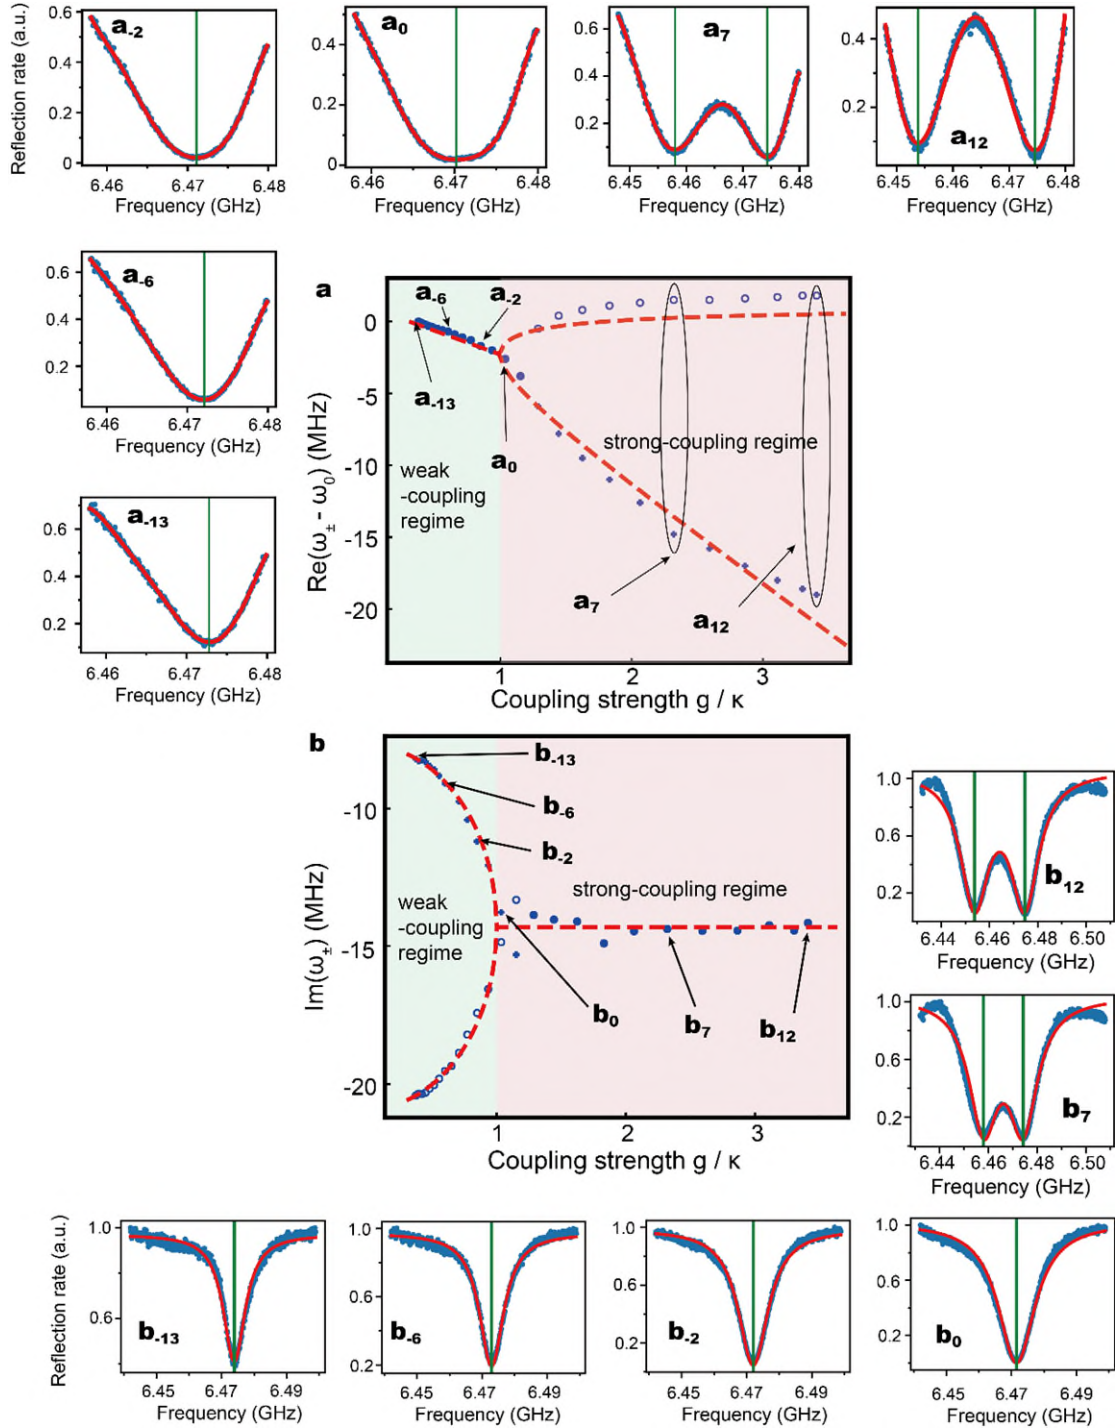 Reflection rate (a.u.)
a-2
0.6
0.4
0.2
0
6.46
6.47
6.48
Frequency (GHz)
a0
0.4
0.2
0
6.46
6.47
6.48
Frequency (GHz)
a7
0.6
0.4
0.2
6.45
6.46
6.47
6.48
Frequency (GHz)
a12
0.4
0.2
6.45
6.46
6.47
6.48
Frequency (GHz)
a-6
0.6
0.4
0.2
6.46
6.47
6.48
Frequency (GHz)
a-13
0.6
0.4
0.2
6.46
6.47
6.48
Frequency (GHz)
a
a-6
a-2
a-13
a0
weak
-coupling
regime
strong-coupling regime
a7
a12
0
-5
-10
-15
-20
Re(ω± - ω0) (MHz)
1
2
3
Coupling strength g / κ
b
b-13
b-6
b-2
weak
-coupling
regime
strong-coupling regime
b0
b7
b12
-10
-15
-20
Im(ω±) (MHz)
1
2
3
Coupling strength g / κ
1.0
0.6
0.2
b12
6.44
6.46
6.48
6.50
Frequency (GHz)
1.0
0.6
0.2
b7
6.44
6.46
6.48
6.50
Frequency (GHz)
Reflection rate (a.u.)
1.0
0.6
b-13
6.45
6.47
6.49
Frequency (GHz)
1.0
0.6
0.2
b-6
6.45
6.47
6.49
Frequency (GHz)
1.0
0.6
0.2
b-2
6.45
6.47
6.49
Frequency (GHz)
1.0
0.6
0.2
b0
6.45
6.47
6.49
Frequency (GHz)